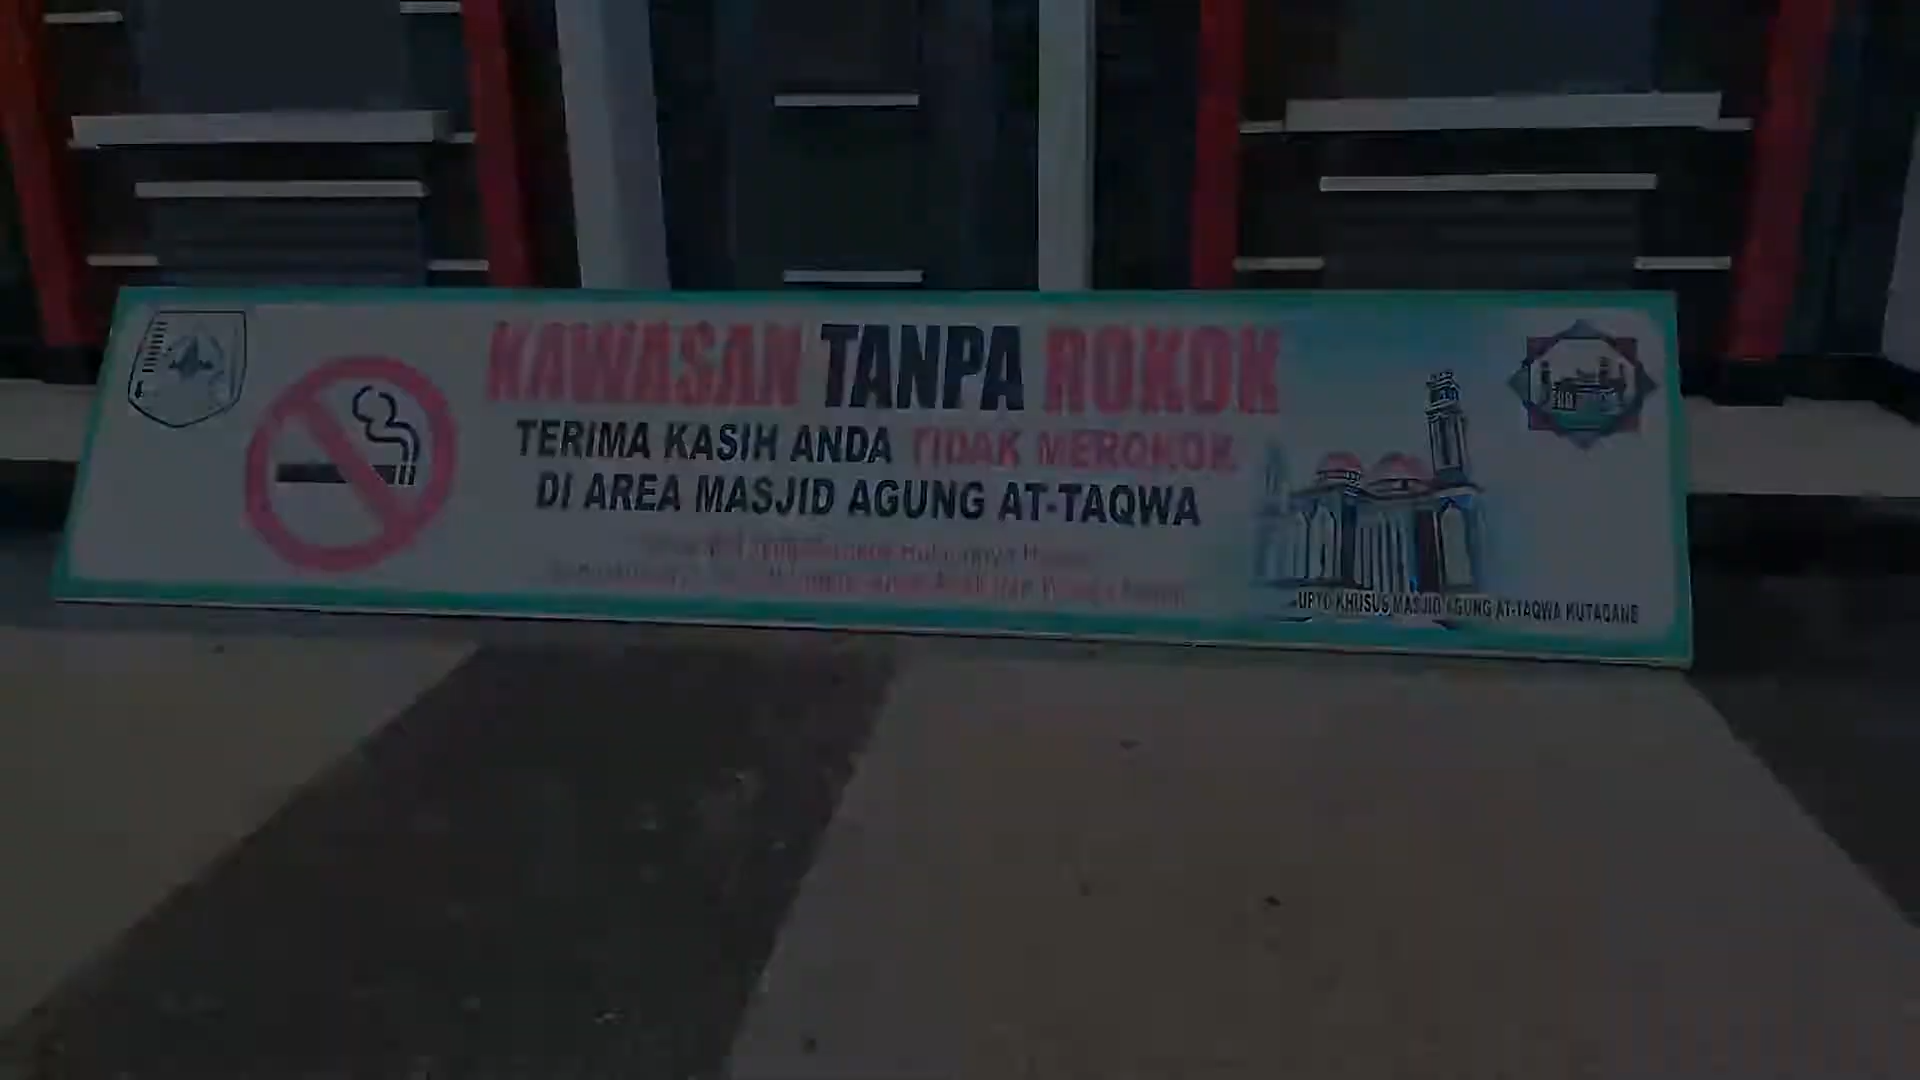 KAWASAN TANPA ROKOK
TERIMA KASIH ANDA TIDAK MEROKOK
DI AREA MASJID AGUNG AT-TAQWA
UPTD KHUSUS MASJID AGUNG AT-TAQWA KUTACANE